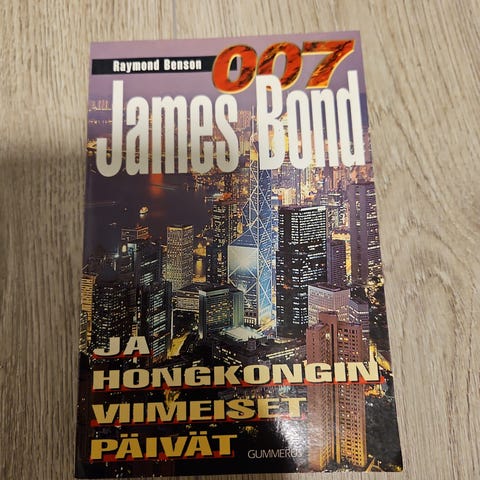 Raymond Benson
007
James Bond
JA
HONGKONGIN
VIIMEISET
PÄIVÄT
GUMMERUS